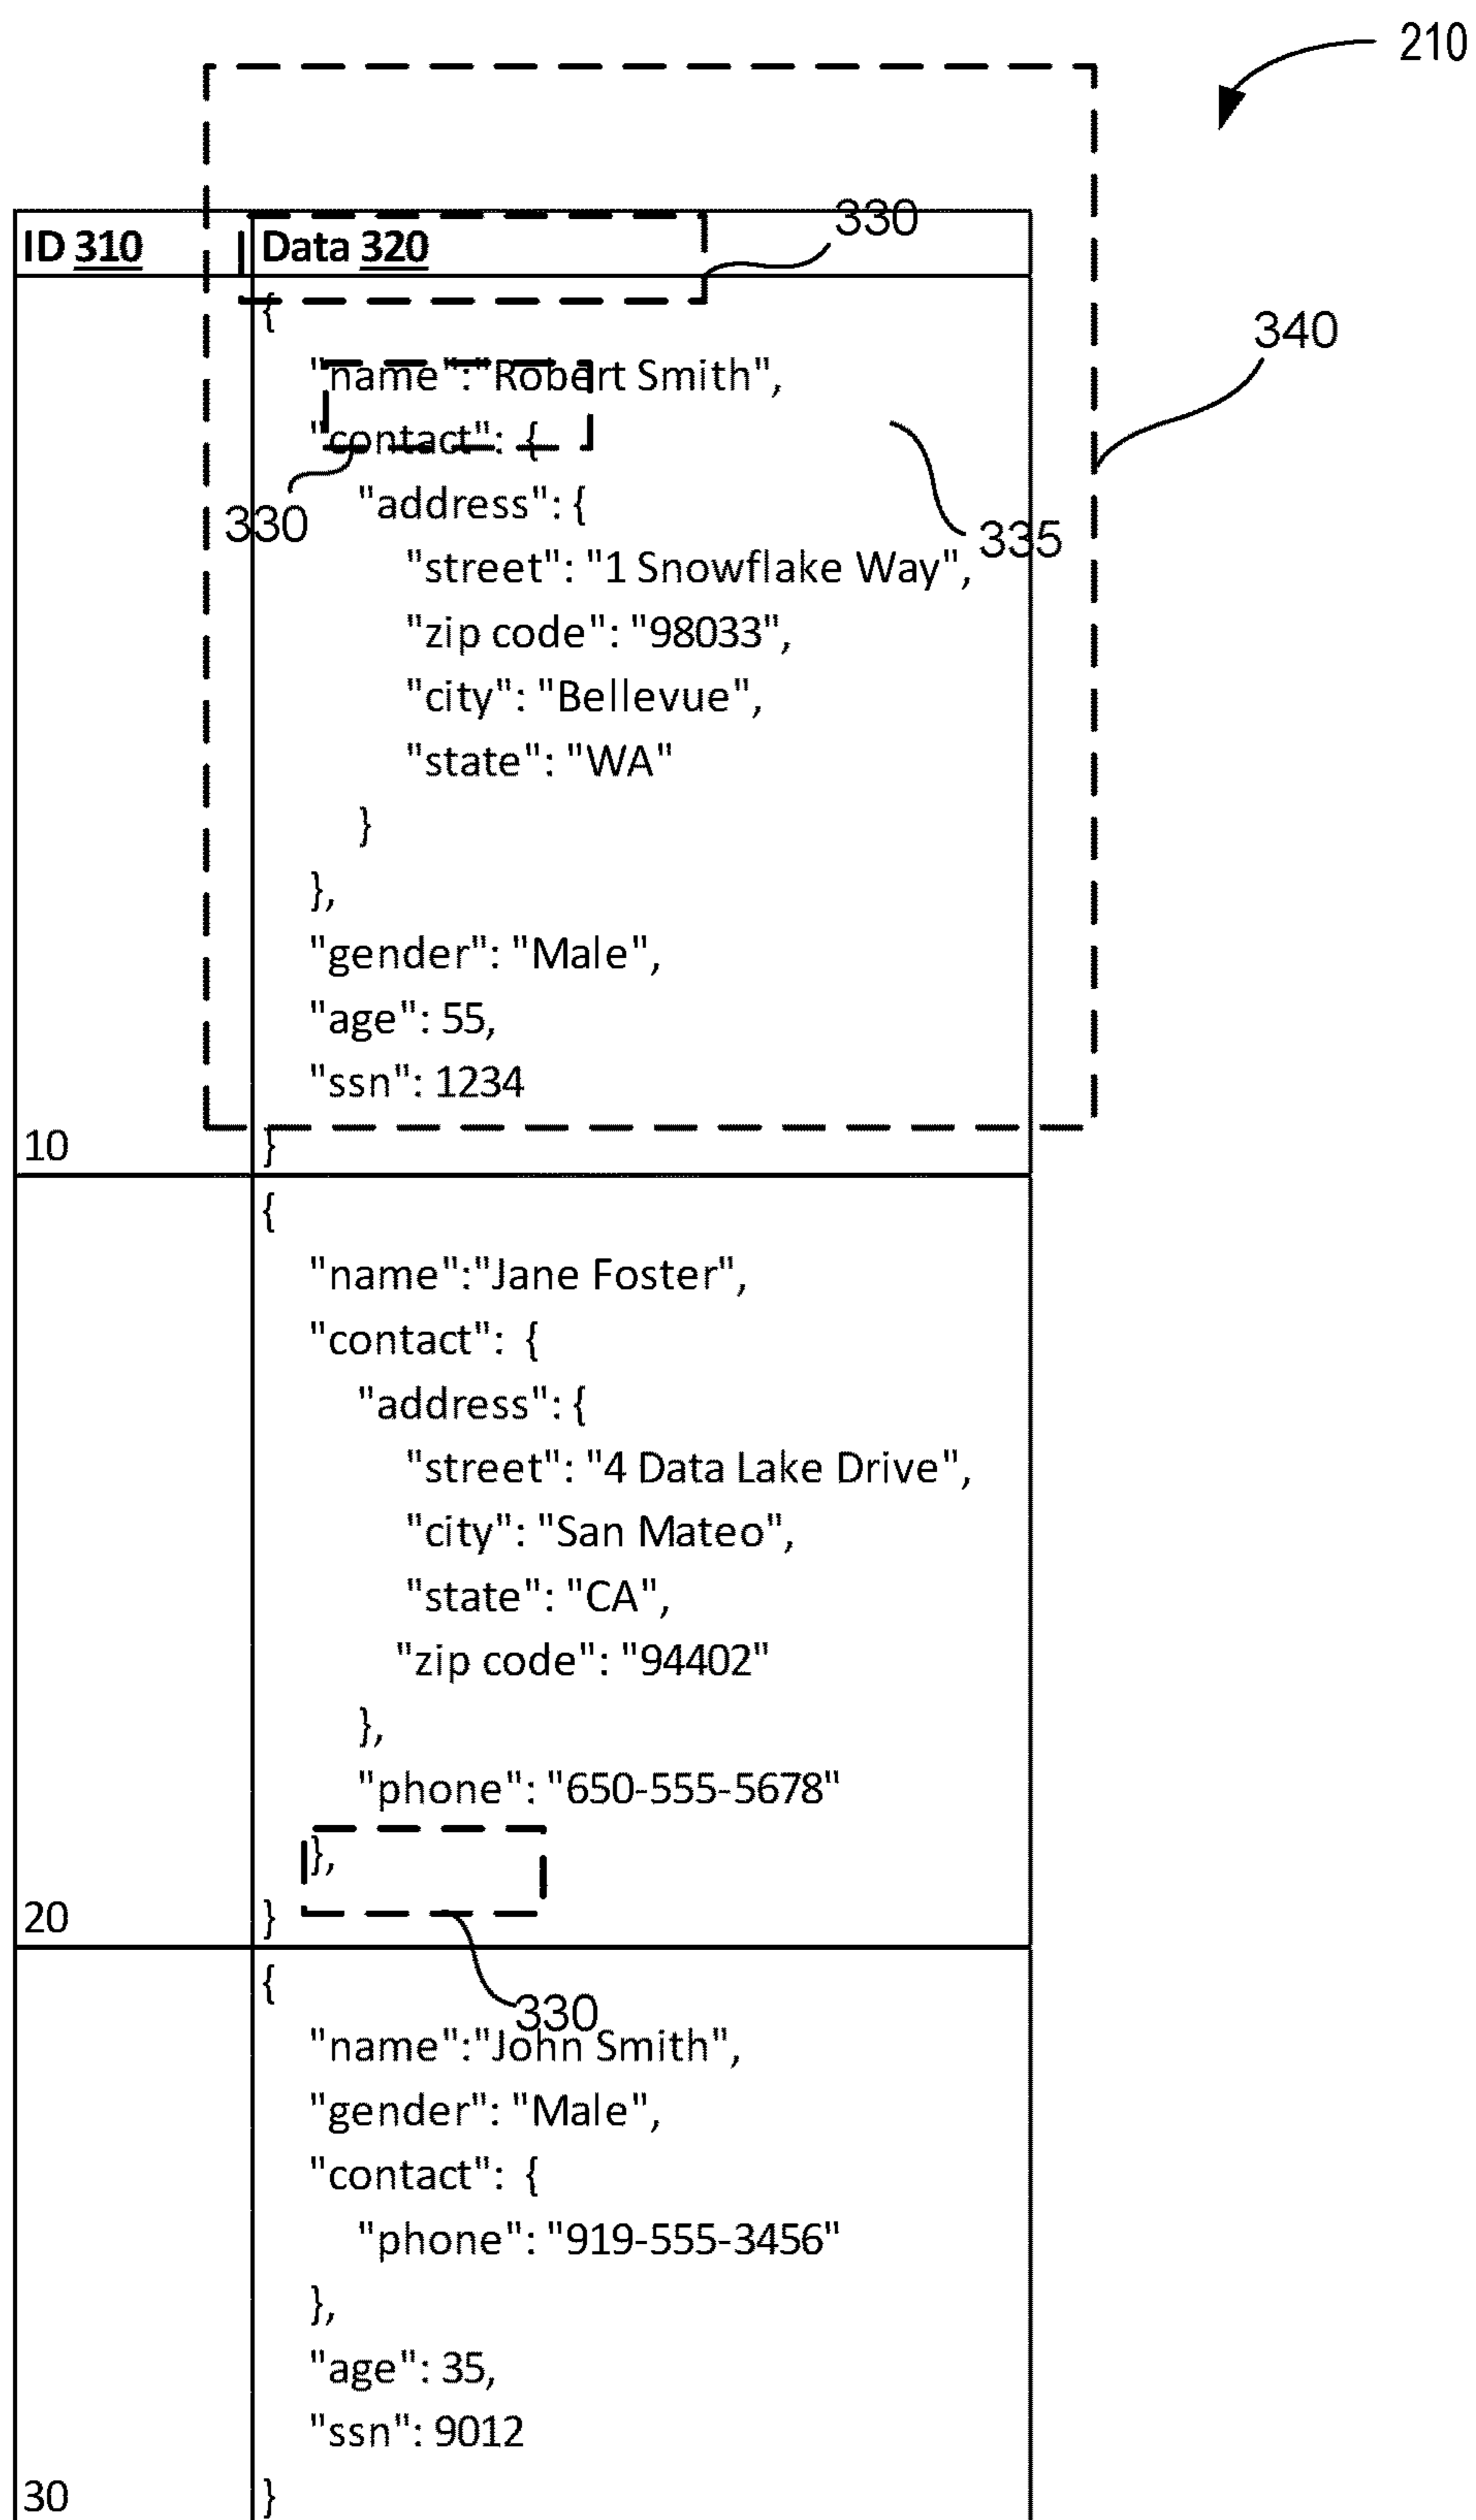 210
ID 310 Data 320
330
{
340
"name":"Robert Smith",
"contact": {
"address": {
330
335
"street": "1 Snowflake Way",
"zip code": "98033",
"city": "Bellevue",
"state": "WA"
}
},
"gender": "Male",
"age": 55,
"ssn": 1234
10 }
{
"name":"Jane Foster",
"contact": {
"address": {
"street": "4 Data Lake Drive",
"city": "San Mateo",
"state": "CA",
"zip code": "94402"
},
"phone": "650-555-5678"
},
20 }
{
330
"name":"John Smith",
"gender": "Male",
"contact": {
"phone": "919-555-3456"
},
"age": 35,
"ssn": 9012
30 }